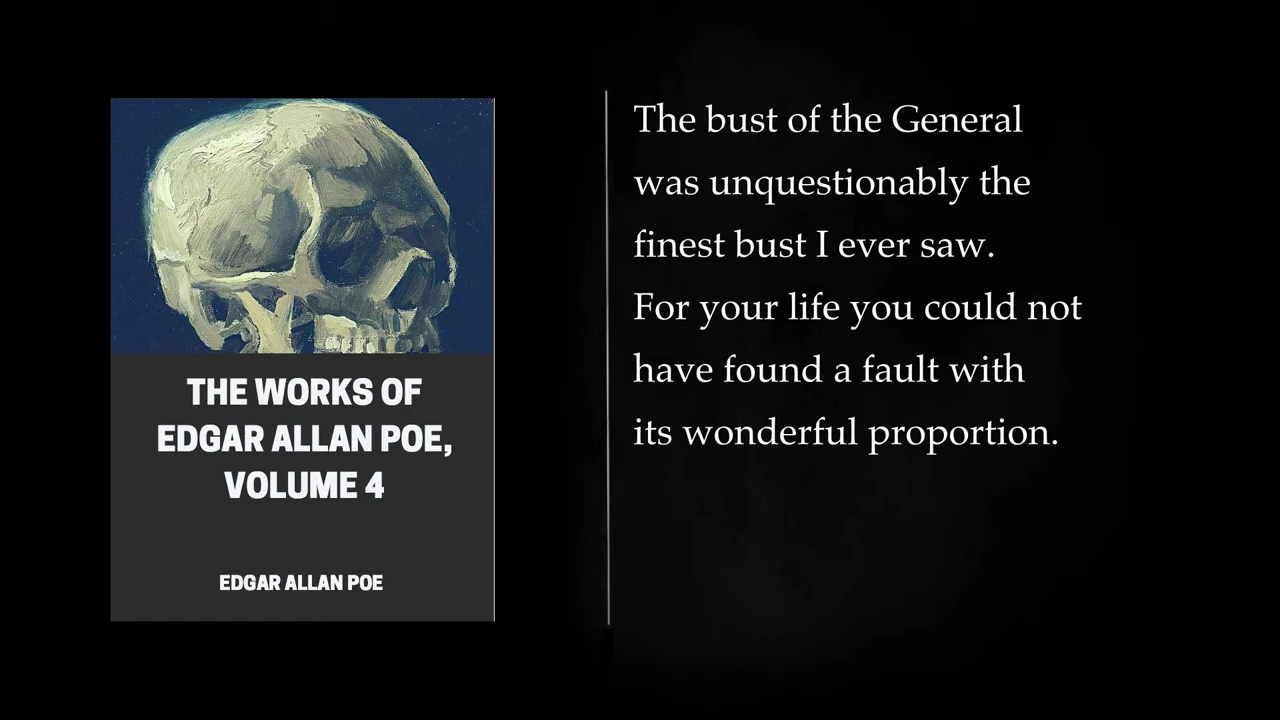 THE WORKS OF
EDGAR ALLAN POE,
VOLUME 4
EDGAR ALLAN POE
The bust of the General
was unquestionably the
finest bust I ever saw.
For your life you could not
have found a fault with
its wonderful proportion.